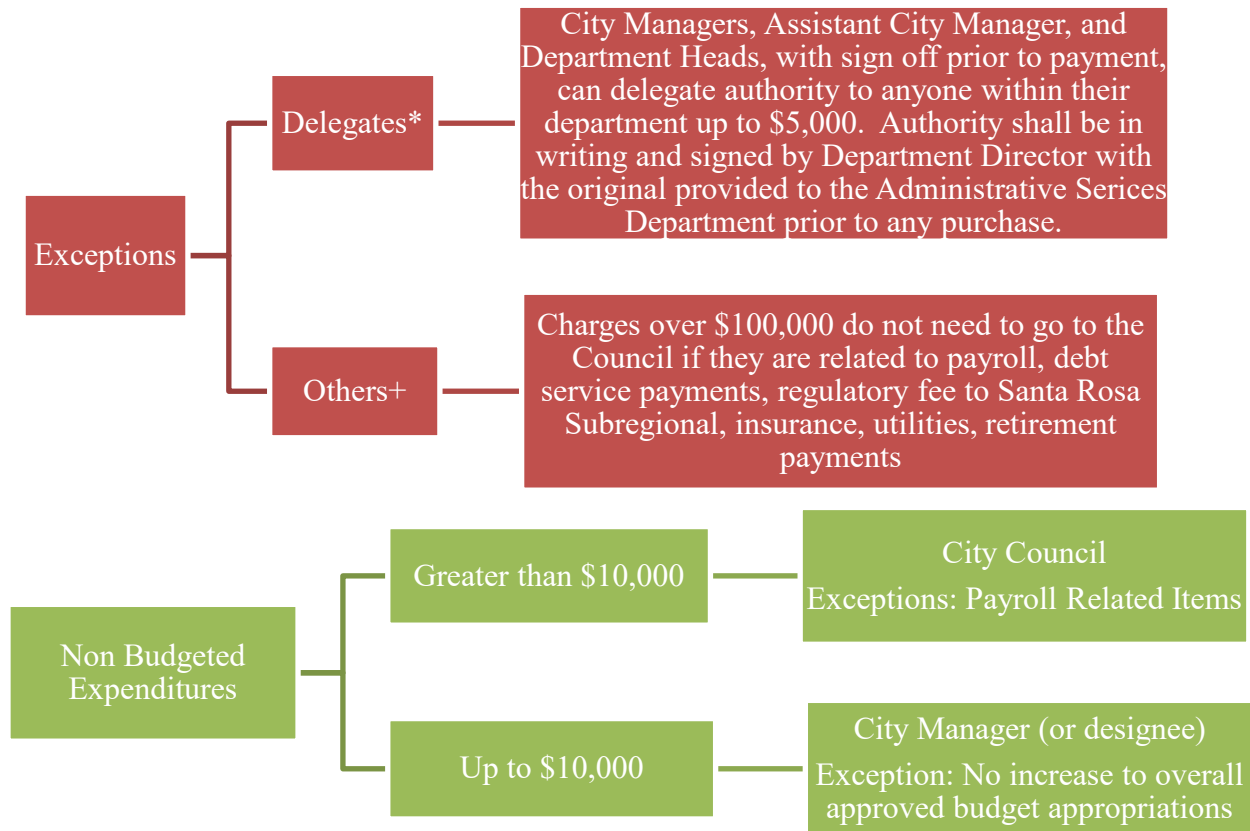 Exceptions
Delegates*
City Managers, Assistant City Manager, and
Department Heads, with sign off prior to payment,
can delegate authority to anyone within their
department up to $5,000.  Authority shall be in
writing and signed by Department Director with
the original provided to the Administrative Serices
Department prior to any purchase.
Others+
Charges over $100,000 do not need to go to the
Council if they are related to payroll, debt
service payments, regulatory fee to Santa Rosa
Subregional, insurance, utilities, retirement
payments
Non Budgeted
Expenditures
Greater than $10,000
City Council
Exceptions: Payroll Related Items
Up to $10,000
City Manager (or designee)
Exception: No increase to overall
approved budget appropriations